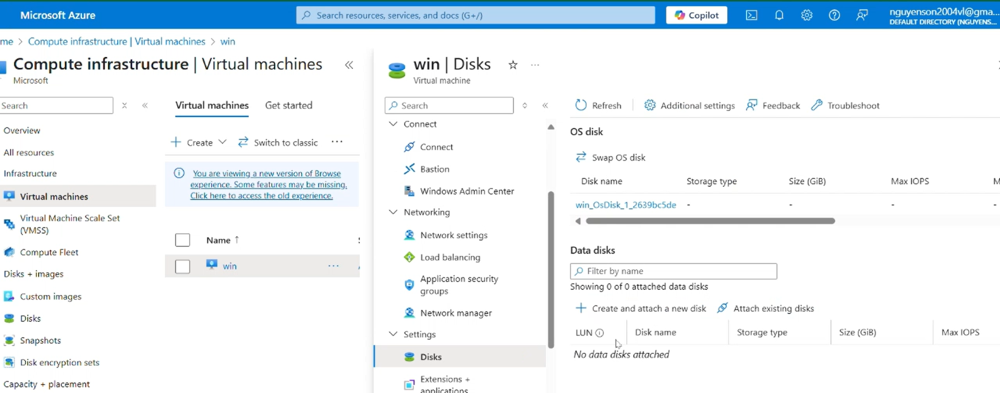 Microsoft Azure
Search resources, services, and docs (G+/)
Copilot
nguyenson2004vl@gma...
DEFAULT DIRECTORY (NGUYENS...
me > Compute infrastructure | Virtual machines > win
Compute infrastructure | Virtual machines
Microsoft
Search
Overview
All resources
Infrastructure
Virtual machines
Virtual Machine Scale Set
(VMSS)
Compute Fleet
Disks + images
Custom images
Disks
Snapshots
Disk encryption sets
Capacity + placement
Virtual machines
Get started
Create
Switch to classic
You are viewing a new version of Browse
experience. Some features may be missing.
Click here to access the old experience.
Name ↑
win
win | Disks
Virtual machine
Search
Connect
Connect
Bastion
Windows Admin Center
Networking
Network settings
Load balancing
Application security
groups
Network manager
Settings
Disks
Extensions +
applications
Refresh
Additional settings
Feedback
Troubleshoot
OS disk
Swap OS disk
Disk name Storage type Size (GiB) Max IOPS M
win_OsDisk_1_2639bc5de - - - -
Data disks
Filter by name
Showing 0 of 0 attached data disks
Create and attach a new disk
Attach existing disks
LUN Disk name Storage type Size (GiB) Max IOPS
No data disks attached